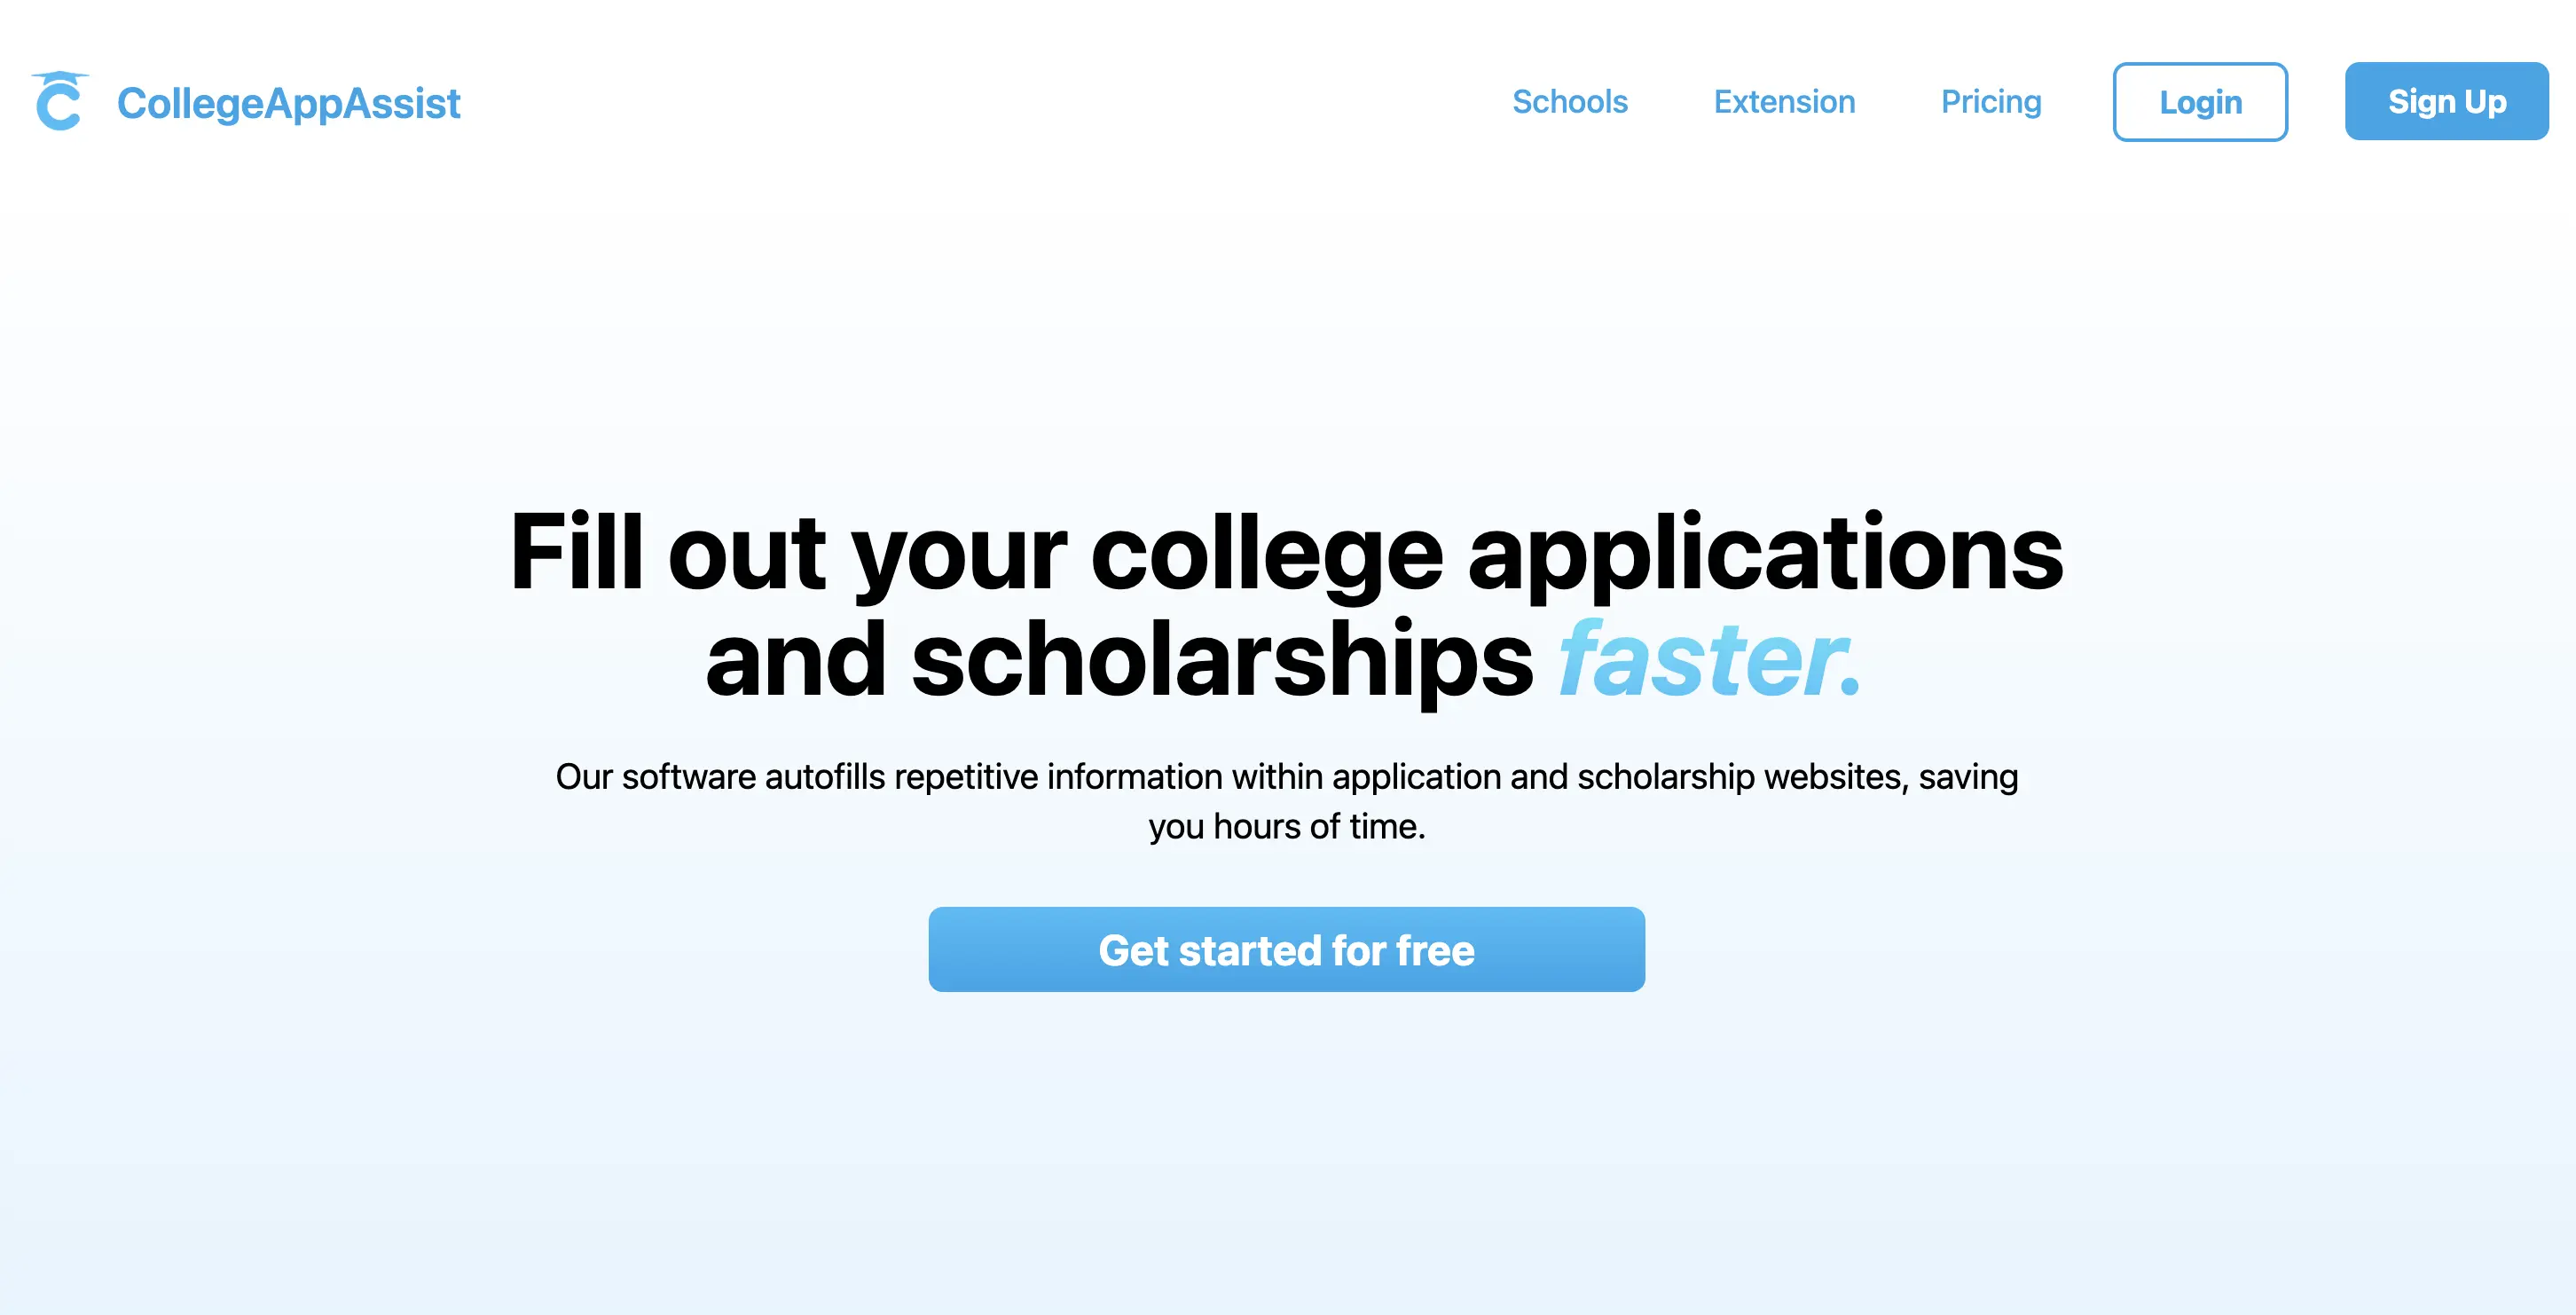 CollegeAppAssist
Schools
Extension
Pricing
Login
Sign Up
Fill out your college applications
and scholarships faster.
Our software autofills repetitive information within application and scholarship websites, saving
you hours of time.
Get started for free